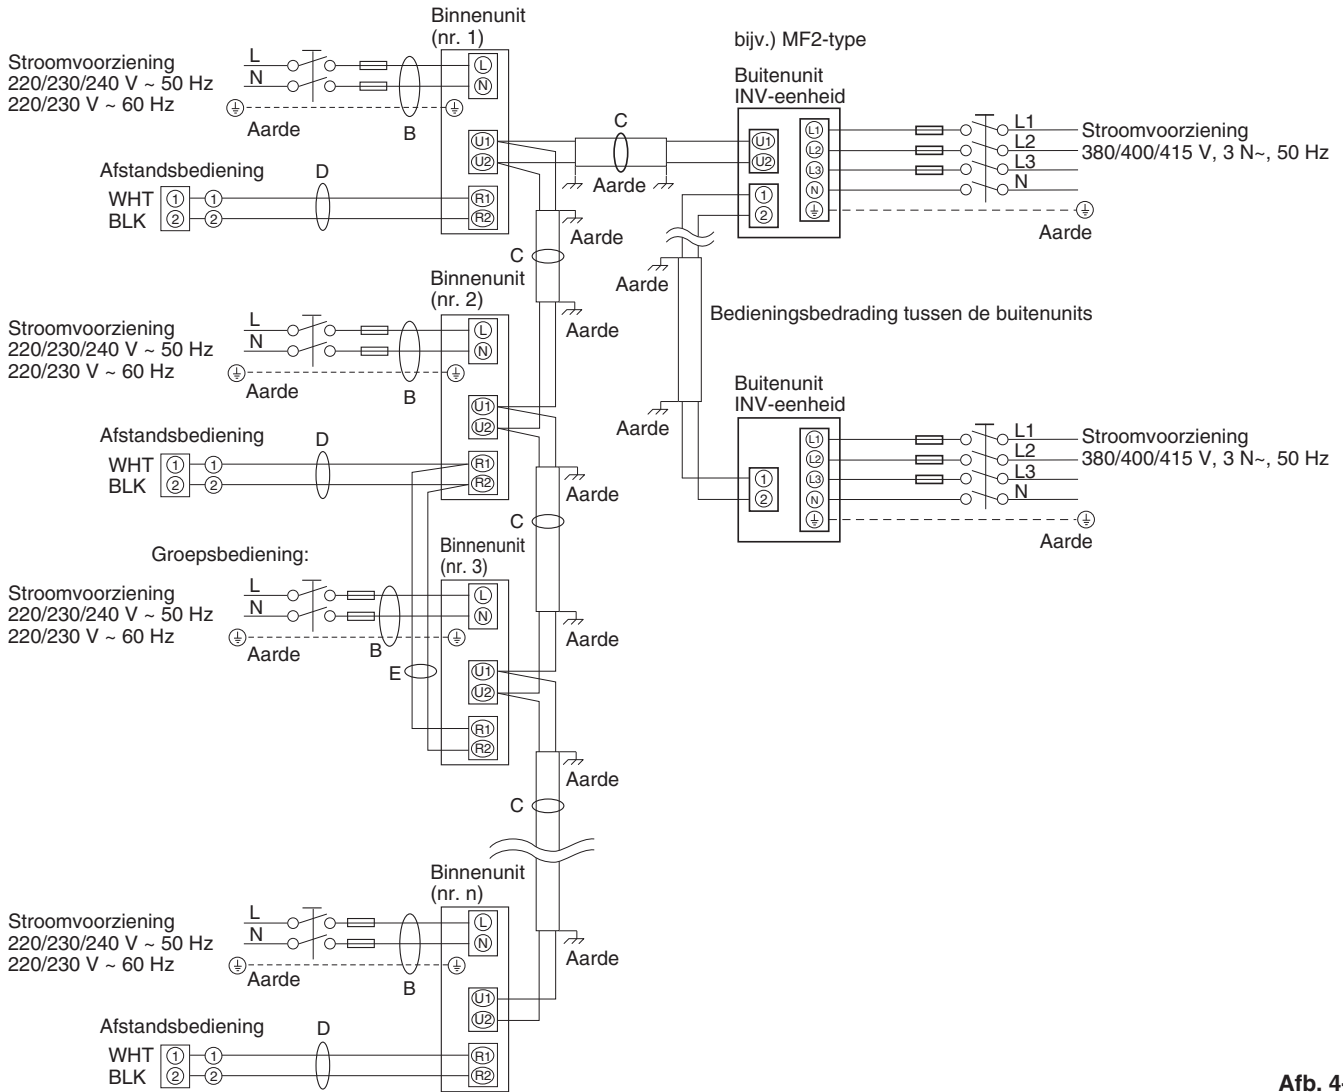 Binnenunit
(nr. 1)
Stroomvoorziening
220/230/240 V ~ 50 Hz
220/230 V ~ 60 Hz
L
N
Aarde
B
L
N
U1
U2
R1
R2
Afstandsbediening
WHT 1 1
BLK 2 2
D
C
Aarde
bijv.) MF2-type
Buitenunit
INV-eenheid
U1
U2
1
2
L1
L2
L3
N
L1
L2
L3
N
Stroomvoorziening
380/400/415 V, 3 N~, 50 Hz
Aarde
Aarde
C
Aarde
Aarde
Bedieningsbedrading tussen de buitenunits
Aarde
Binnenunit
(nr. 2)
Stroomvoorziening
220/230/240 V ~ 50 Hz
220/230 V ~ 60 Hz
L
N
Aarde
B
L
N
U1
U2
R1
R2
Afstandsbediening
WHT 1 1
BLK 2 2
D
Aarde
C
Buitenunit
INV-eenheid
1
2
L1
L2
L3
N
L1
L2
L3
N
Stroomvoorziening
380/400/415 V, 3 N~, 50 Hz
Aarde
Groepsbediening:
Binnenunit
(nr. 3)
Stroomvoorziening
220/230/240 V ~ 50 Hz
220/230 V ~ 60 Hz
L
N
Aarde
B
E
L
N
U1
U2
R1
R2
Aarde
Aarde
C
Binnenunit
(nr. n)
Stroomvoorziening
220/230/240 V ~ 50 Hz
220/230 V ~ 60 Hz
L
N
Aarde
B
L
N
U1
U2
R1
R2
Aarde
Afstandsbediening
WHT 1 1
BLK 2 2
D